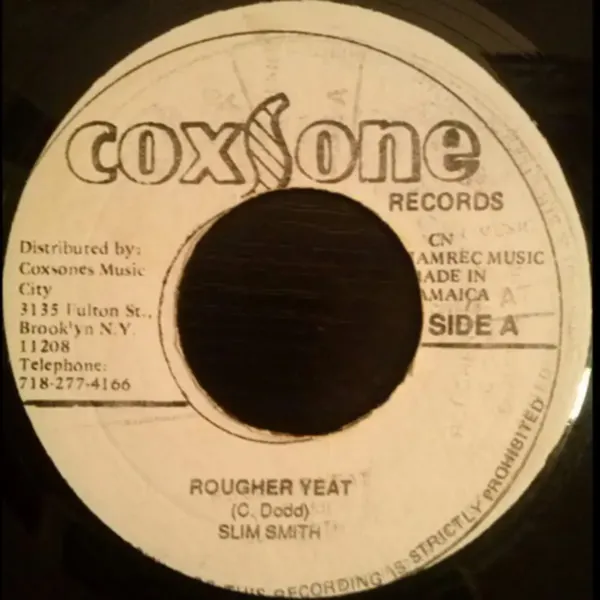 coxsone
RECORDS
Distributed by:
Coxsones Music
City
3135 Fulton St.,
Brooklyn N.Y.
11208
Telephone:
718-277-4166
CN
JAMREC MUSIC
MADE IN
JAMAICA
SIDE A
ROUGHER YEAT
(C. Dodd)
SLIM SMITH
THIS RECORDING IS STRICTLY PROHIBITED